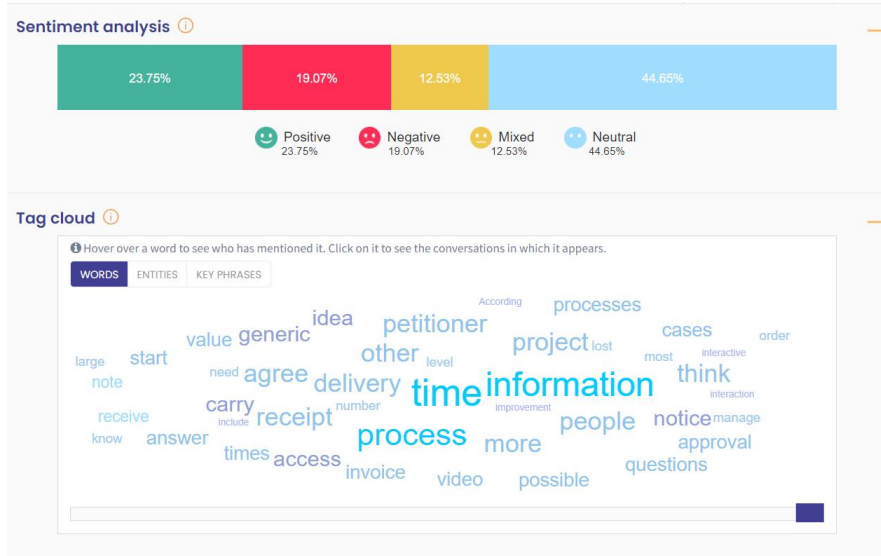 Sentiment analysis
23.75% 19.07% 12.53% 44.65%
Positive Negative Mixed Neutral
23.75% 19.07% 12.53% 44.65%
Tag cloud
Hover over a word to see who has mentioned it. Click on it to see the conversations in which it appears.
WORDS ENTITIES KEY PHRASES
According processes
idea petitioner
value generic project lost cases order
large start other level most interactive
note need agree delivery time information think
interaction
receive carry include receipt number improvement people notice manage
know answer process more approval
times access questions
invoice video possible